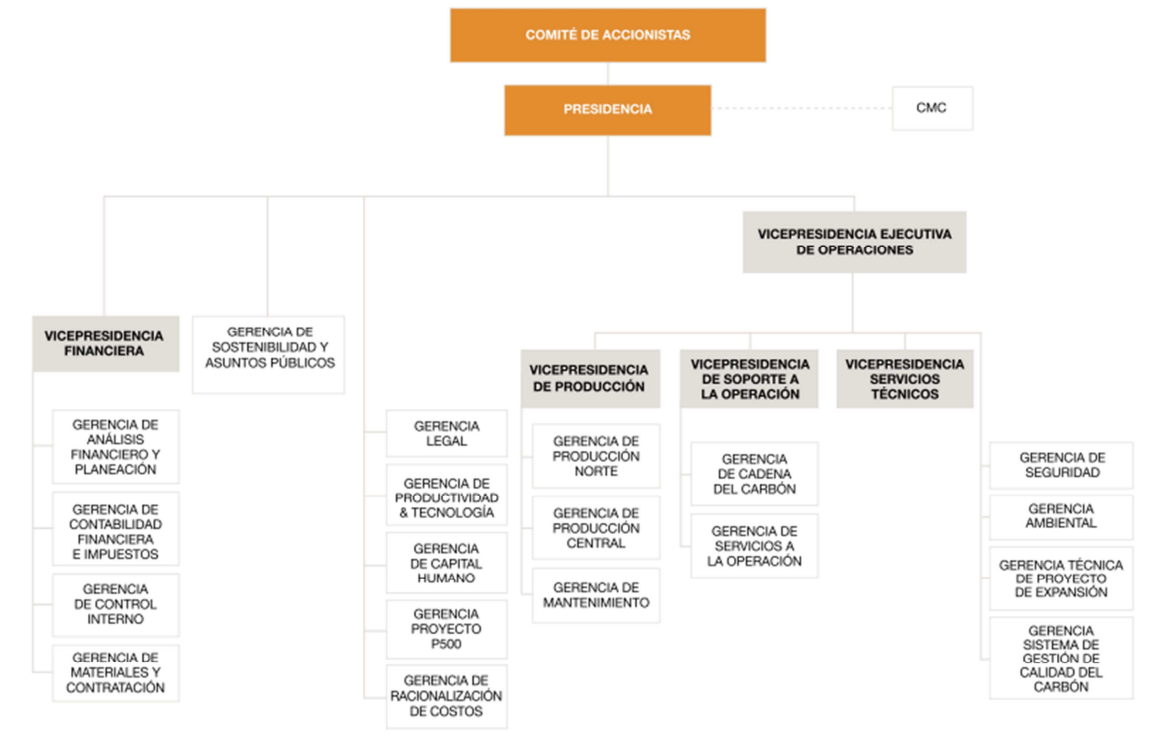 COMITÉ DE ACCIONISTAS
PRESIDENCIA
CMC
VICEPRESIDENCIA EJECUTIVA
DE OPERACIONES
VICEPRESIDENCIA
FINANCIERA
GERENCIA DE
ANÁLISIS
FINANCIERO Y
PLANEACIÓN
GERENCIA DE
CONTABILIDAD
FINANCIERA
E IMPUESTOS
GERENCIA
DE CONTROL
INTERNO
GERENCIA DE
MATERIALES Y
CONTRATACIÓN
GERENCIA DE
SOSTENIBILIDAD Y
ASUNTOS PÚBLICOS
GERENCIA
LEGAL
GERENCIA DE
PRODUCTIVIDAD
& TECNOLOGÍA
GERENCIA
DE CAPITAL
HUMANO
GERENCIA
PROYECTO
P500
GERENCIA DE
RACIONALIZACIÓN
DE COSTOS
VICEPRESIDENCIA
DE PRODUCCIÓN
GERENCIA DE
PRODUCCIÓN
NORTE
GERENCIA DE
PRODUCCIÓN
CENTRAL
GERENCIA DE
MANTENIMIENTO
VICEPRESIDENCIA
DE SOPORTE A
LA OPERACIÓN
GERENCIA
DE CADENA
DEL CARBÓN
GERENCIA DE
SERVICIOS A
LA OPERACIÓN
VICEPRESIDENCIA
SERVICIOS
TÉCNICOS
GERENCIA DE
SEGURIDAD
GERENCIA
AMBIENTAL
GERENCIA TÉCNICA
DE PROYECTO
DE EXPANSIÓN
GERENCIA
SISTEMA DE
GESTIÓN DE
CALIDAD DEL
CARBÓN